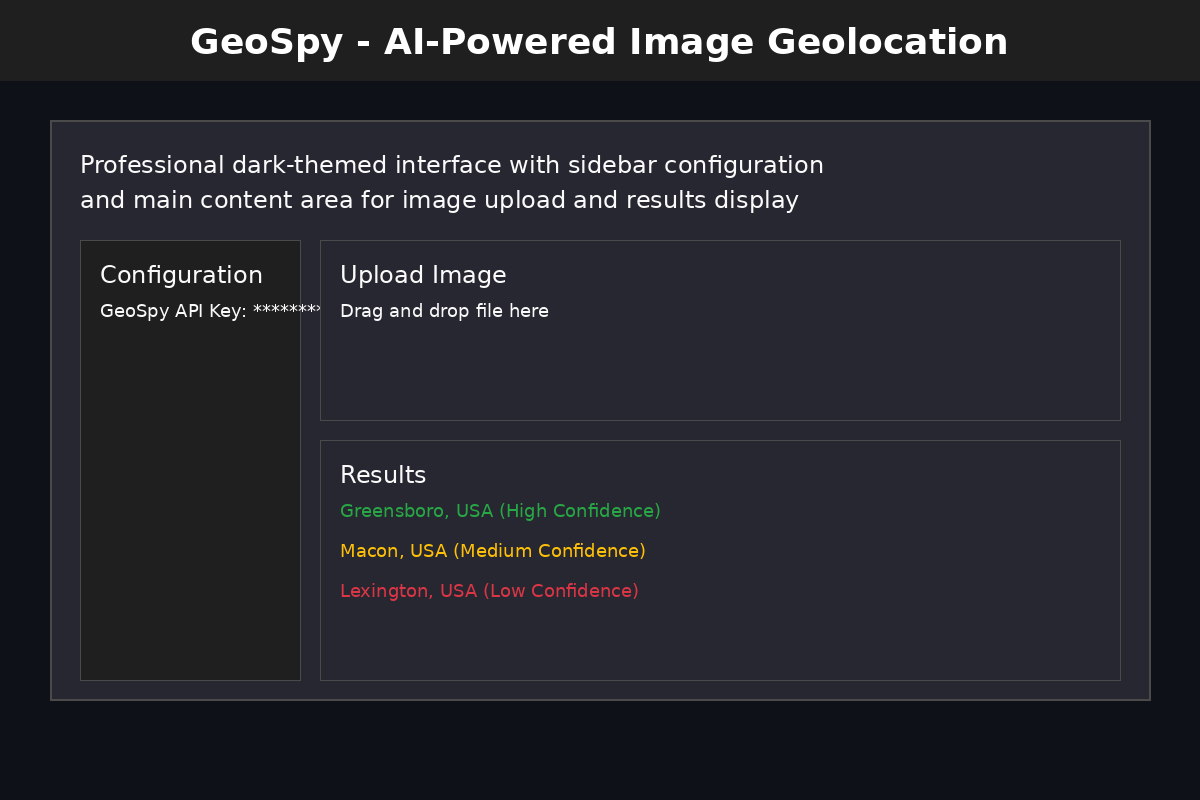 GeoSpy - AI-Powered Image Geolocation
Professional dark-themed interface with sidebar configuration
and main content area for image upload and results display
Configuration
GeoSpy API Key: ********
Upload Image
Drag and drop file here
Results
Greensboro, USA (High Confidence)
Macon, USA (Medium Confidence)
Lexington, USA (Low Confidence)